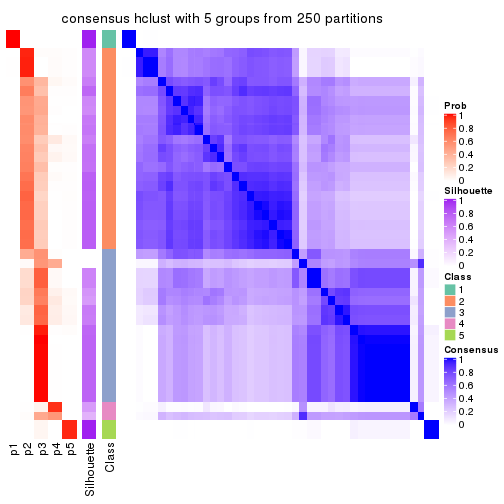 consensus hclust with 5 groups from 250 partitions
Prob
1
0.8
0.6
0.4
0.2
0
Silhouette
1
0.8
0.6
0.4
0.2
0
Class
1
2
3
4
5
Consensus
1
0.8
0.6
0.4
0.2
0
p1
p2
p3
p4
p5
Silhouette
Class